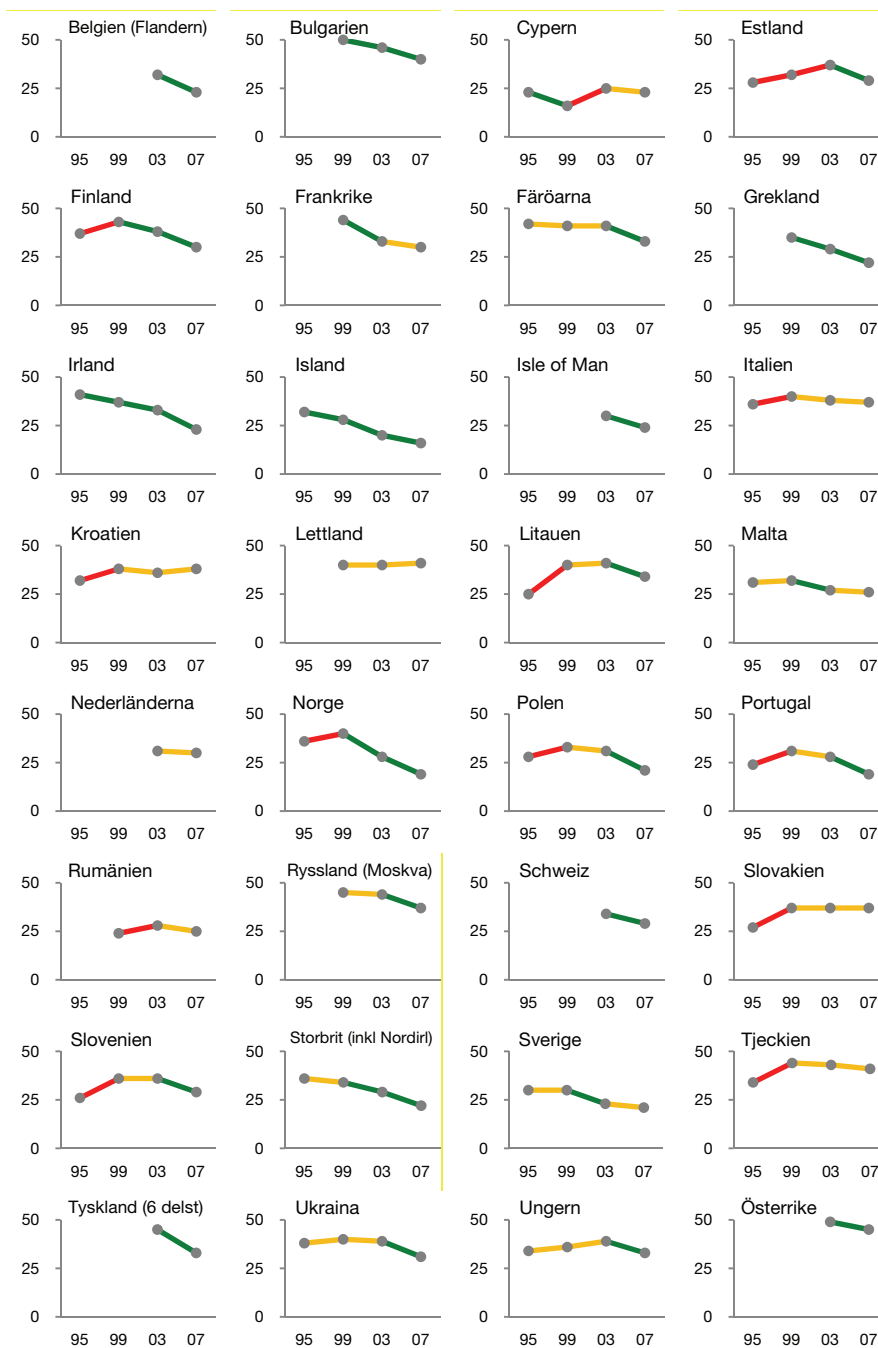 Belgien (Flandern) Bulgarien Cypern Estland
50 50 50 50
25 25 25 25
0 0 0 0
95 99 03 07 95 99 03 07 95 99 03 07 95 99 03 07
Finland Frankrike Färöarna Grekland
50 50 50 50
25 25 25 25
0 0 0 0
95 99 03 07 95 99 03 07 95 99 03 07 95 99 03 07
Irland Island Isle of Man Italien
50 50 50 50
25 25 25 25
0 0 0 0
95 99 03 07 95 99 03 07 95 99 03 07 95 99 03 07
Kroatien Lettland Litauen Malta
50 50 50 50
25 25 25 25
0 0 0 0
95 99 03 07 95 99 03 07 95 99 03 07 95 99 03 07
Nederländerna Norge Polen Portugal
50 50 50 50
25 25 25 25
0 0 0 0
95 99 03 07 95 99 03 07 95 99 03 07 95 99 03 07
Rumänien Ryssland (Moskva) Schweiz Slovakien
50 50 50 50
25 25 25 25
0 0 0 0
95 99 03 07 95 99 03 07 95 99 03 07 95 99 03 07
Slovenien Storbrit (inkl Nordirl) Sverige Tjeckien
50 50 50 50
25 25 25 25
0 0 0 0
95 99 03 07 95 99 03 07 95 99 03 07 95 99 03 07
Tyskland (6 delst) Ukraina Ungern Österrike
50 50 50 50
25 25 25 25
0 0 0 0
95 99 03 07 95 99 03 07 95 99 03 07 95 99 03 07